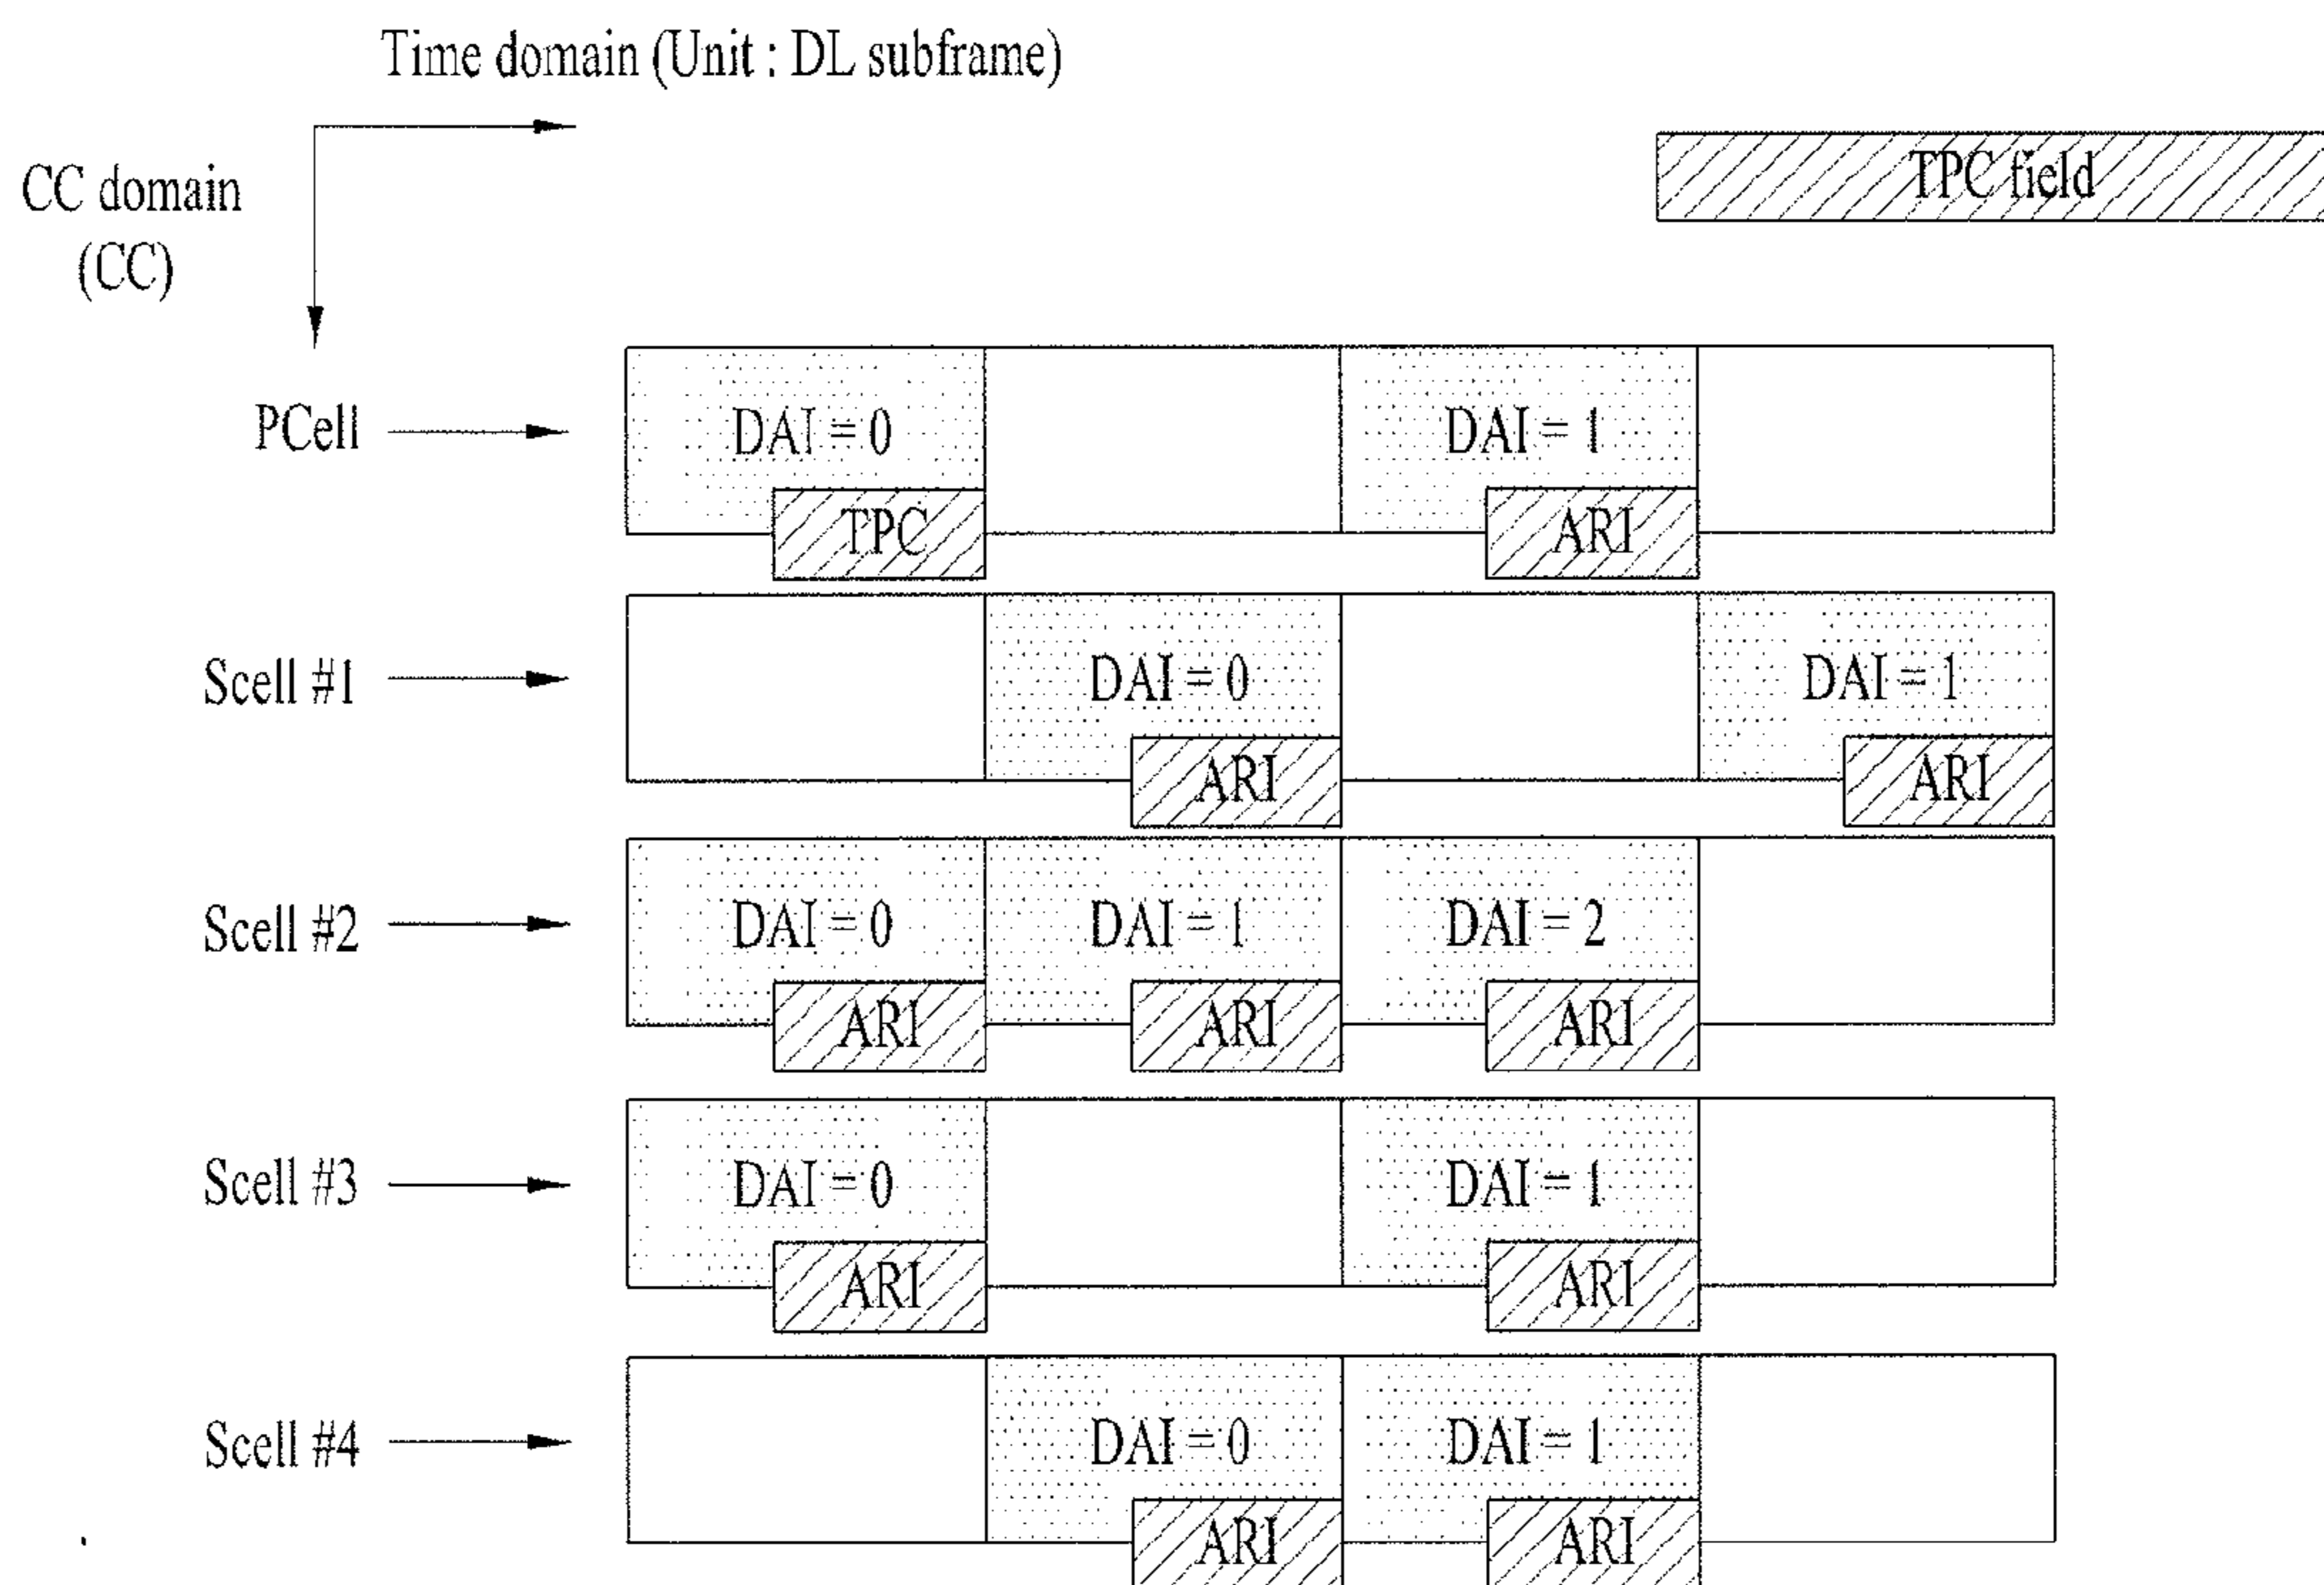 Time domain (Unit : DL subframe)
CC domain
(CC)
TPC field
PCell
DAI = 0
DAI = 1
TPC
ARI
Scell #1
DAI = 0
DAI = 1
ARI
ARI
Scell #2
DAI = 0
DAI = 1
DAI = 2
ARI
ARI
ARI
Scell #3
DAI = 0
DAI = 1
ARI
ARI
Scell #4
DAI = 0
DAI = 1
ARI
ARI